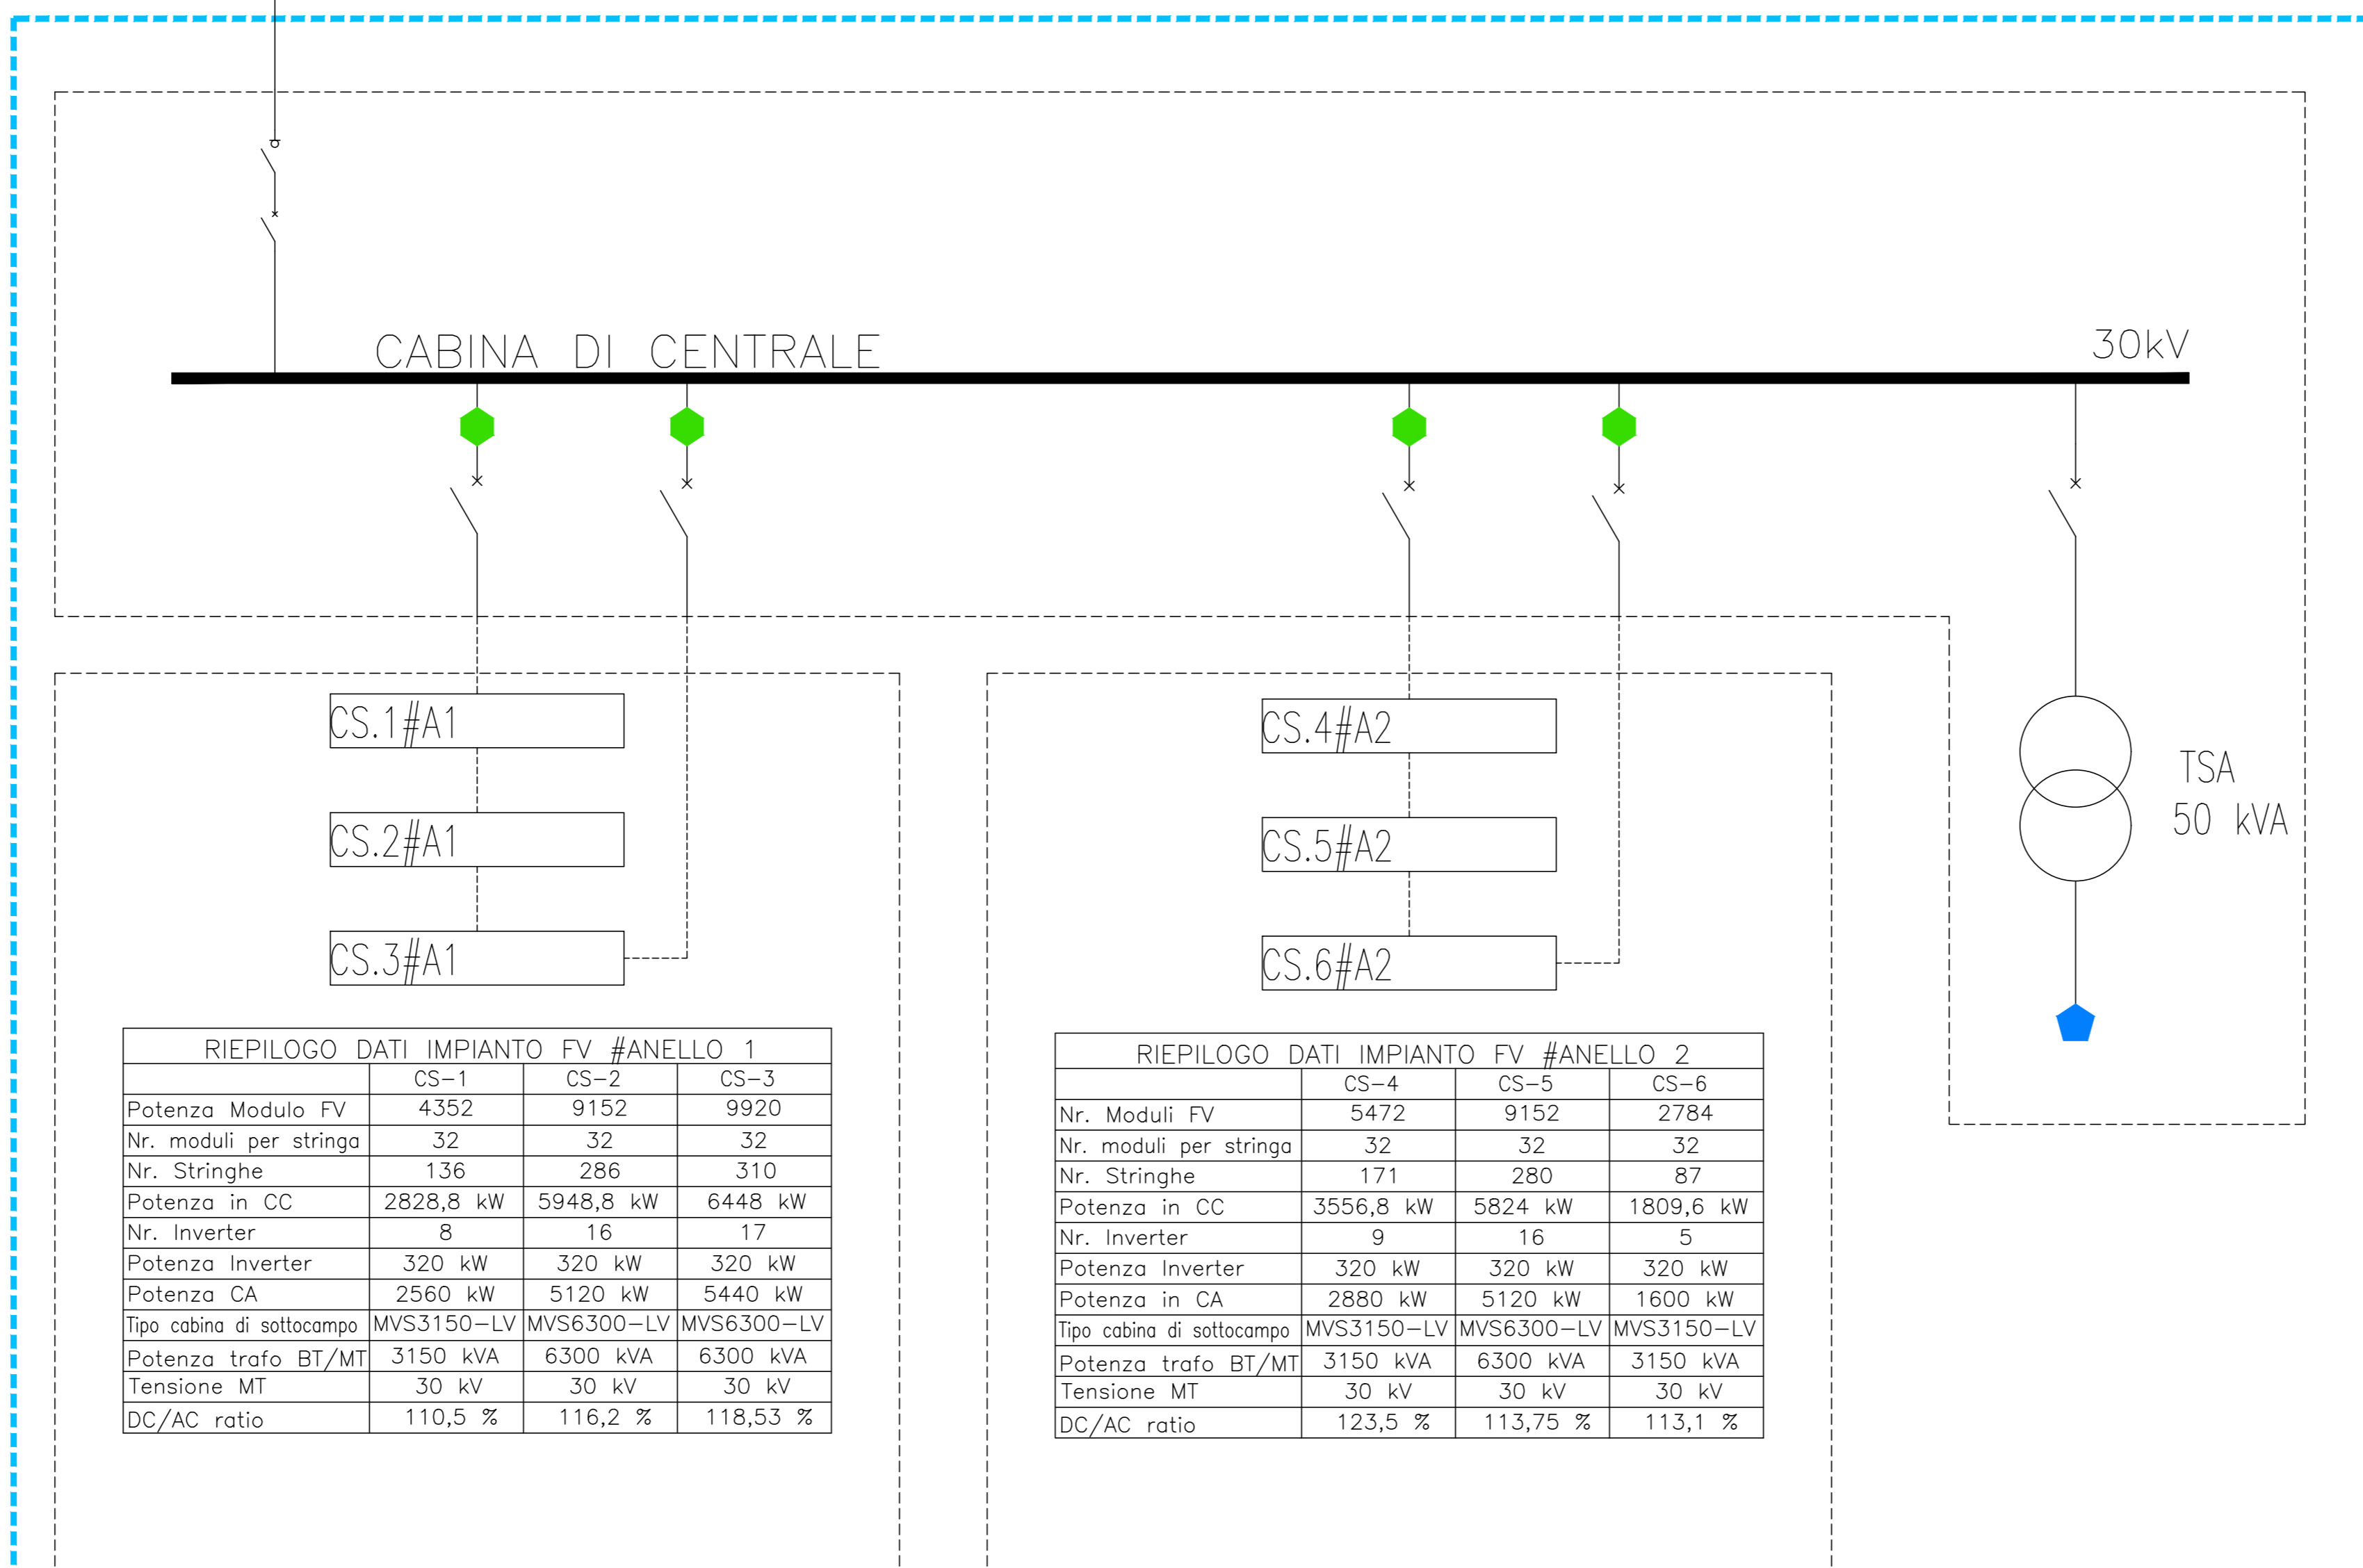 CABINA DI CENTRALE
30kV
CS.1#A1
CS.2#A1
CS.3#A1
CS.4#A2
CS.5#A2
CS.6#A2
TSA
50 kVA
RIEPILOGO DATI IMPIANTO FV #ANELLO 1
CS-1 CS-2 CS-3
Potenza Modulo FV 4352 9152 9920
Nr. moduli per stringa 32 32 32
Nr. Stringhe 136 286 310
Potenza in CC 2828,8 kW 5948,8 kW 6448 kW
Nr. Inverter 8 16 17
Potenza Inverter 320 kW 320 kW 320 kW
Potenza CA 2560 kW 5120 kW 5440 kW
Tipo cabina di sottocampo MVS3150-LV MVS6300-LV MVS6300-LV
Potenza trafo BT/MT 3150 kVA 6300 kVA 6300 kVA
Tensione MT 30 kV 30 kV 30 kV
DC/AC ratio 110,5 % 116,2 % 118,53 %
RIEPILOGO DATI IMPIANTO FV #ANELLO 2
CS-4 CS-5 CS-6
Nr. Moduli FV 5472 9152 2784
Nr. moduli per stringa 32 32 32
Nr. Stringhe 171 280 87
Potenza in CC 3556,8 kW 5824 kW 1809,6 kW
Nr. Inverter 9 16 5
Potenza Inverter 320 kW 320 kW 320 kW
Potenza in CA 2880 kW 5120 kW 1600 kW
Tipo cabina di sottocampo MVS3150-LV MVS6300-LV MVS3150-LV
Potenza trafo BT/MT 3150 kVA 6300 kVA 3150 kVA
Tensione MT 30 kV 30 kV 30 kV
DC/AC ratio 123,5 % 113,75 % 113,1 %